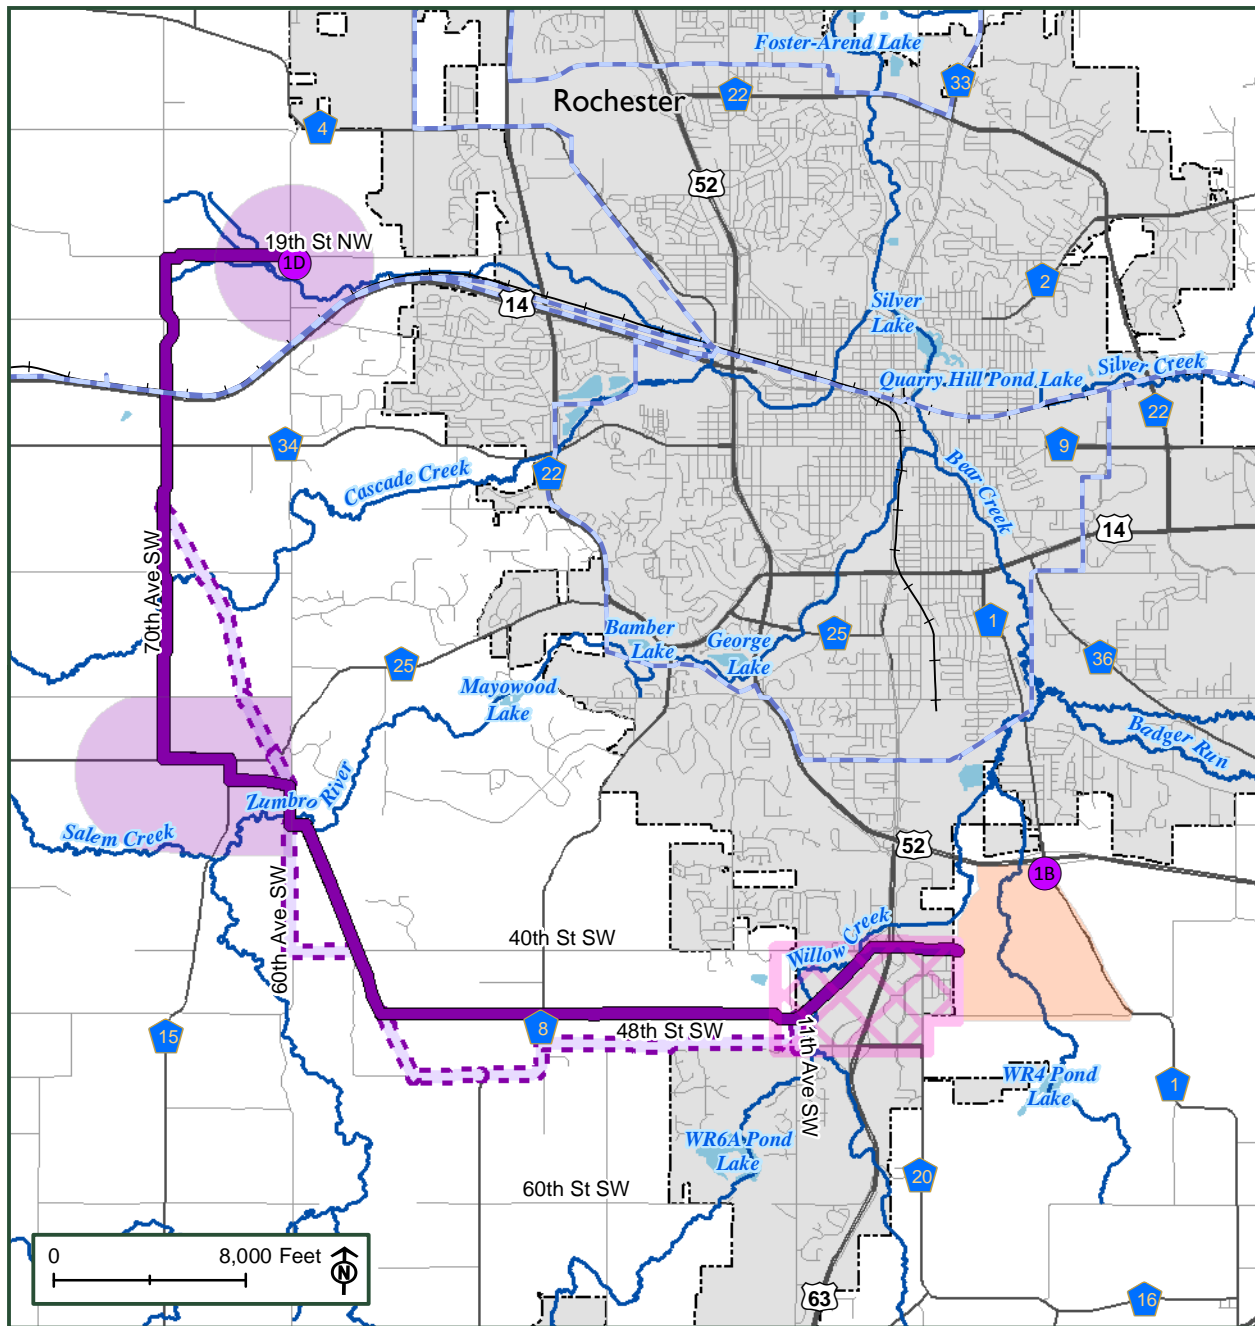 Foster-Arend Lake
33
22
Rochester
4
52
19th St NW
1D
2
14
Silver
Lake
Quarry Hill Pond Lake
Silver Creek
22
34
9
Cascade Creek
22
Bear Creek
14
70th Ave SW
Bamber
Lake
George
Lake
25
1
36
25
Mayowood
Lake
Badger Run
Zumbro River
Salem Creek
52
1B
60th Ave SW
40th St SW
Willow Creek
15
8
48th St SW
11th Ave SW
WR4 Pond
Lake
1
WR6A Pond
Lake
20
60th St SW
0 8,000 Feet
N
63
16